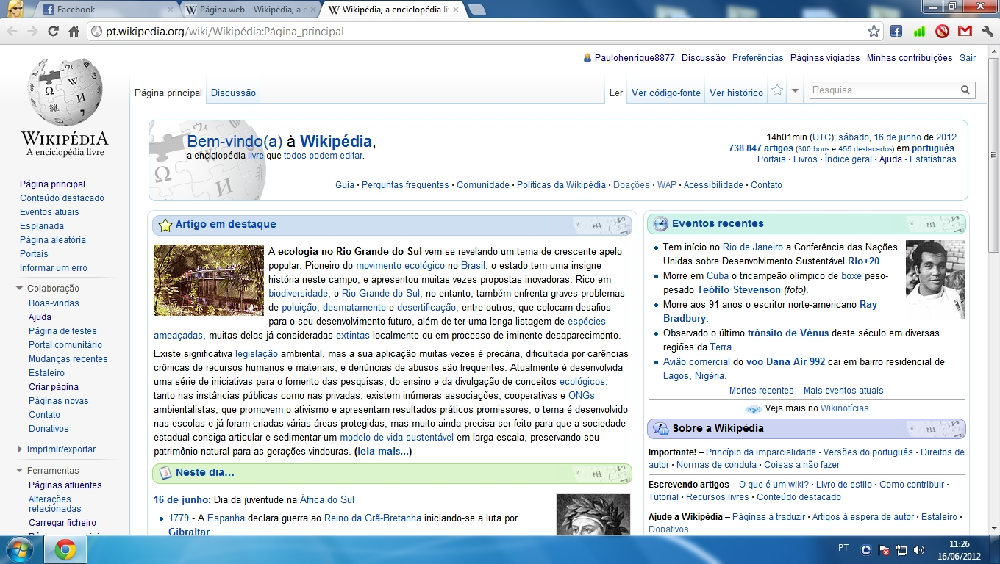 Facebook
Página web – Wikipédia, a e
Wikipédia, a enciclopédia li
pt.wikipedia.org/wiki/Wikipédia:Página_principal
Paulohenrique8877 Discussão Preferências Páginas vigiadas Minhas contribuições Sair
Página principal Discussão Ler Ver código-fonte Ver histórico Pesquisa
WIKIPÉDIA
A enciclopédia livre
Página principal
Conteúdo destacado
Eventos atuais
Esplanada
Página aleatória
Portais
Informar um erro
Colaboração
Boas-vindas
Ajuda
Página de testes
Portal comunitário
Mudanças recentes
Estaleiro
Criar página
Páginas novas
Contato
Donativos
Imprimir/exportar
Ferramentas
Páginas afluentes
Alterações
relacionadas
Carregar ficheiro
Bem-vindo(a) à Wikipédia,
a enciclopédia livre que todos podem editar.
14h01min (UTC); sábado, 16 de junho de 2012
738 847 artigos (300 bons e 455 destacados) em português.
Portais · Livros · Índice geral · Ajuda · Estatísticas
Guia · Perguntas frequentes · Comunidade · Políticas da Wikipédia · Doações · WAP · Acessibilidade · Contato
Artigo em destaque
A ecologia no Rio Grande do Sul vem se revelando um tema de crescente apelo
popular. Pioneiro do movimento ecológico no Brasil, o estado tem uma insigne
história neste campo, e apresentou muitas vezes propostas inovadoras. Rico em
biodiversidade, o Rio Grande do Sul, no entanto, também enfrenta graves problemas
de poluição, desmatamento e desertificação, entre outros, que colocam desafios
para o seu desenvolvimento futuro, além de ter uma longa listagem de espécies
ameaçadas, muitas delas já consideradas extintas localmente ou em processo de iminente desaparecimento.
Existe significativa legislação ambiental, mas a sua aplicação muitas vezes é precária, dificultada por carências
crônicas de recursos humanos e materiais, e denúncias de abusos são frequentes. Atualmente é desenvolvida
uma série de iniciativas para o fomento das pesquisas, do ensino e da divulgação de conceitos ecológicos,
tanto nas instâncias públicas como nas privadas, existem inúmeras associações, cooperativas e ONGs
ambientalistas, que promovem o ativismo e apresentam resultados práticos promissores, o tema é desenvolvido
nas escolas e já foram criadas várias áreas protegidas, mas muito ainda precisa ser feito para que a sociedade
estadual consiga articular e sedimentar um modelo de vida sustentável em larga escala, preservando seu
patrimônio natural para as gerações vindouras. (leia mais...)
Neste dia...
16 de junho: Dia da juventude na África do Sul
1779 - A Espanha declara guerra ao Reino da Grã-Bretanha iniciando-se a luta por
Gibraltar
Eventos recentes
Tem início no Rio de Janeiro a Conferência das Nações
Unidas sobre Desenvolvimento Sustentável Rio+20.
Morre em Cuba o tricampeão olímpico de boxe peso-
pesado Teófilo Stevenson (foto).
Morre aos 91 anos o escritor norte-americano Ray
Bradbury.
Observado o último trânsito de Vênus deste século em diversas
regiões da Terra.
Avião comercial do voo Dana Air 992 cai em bairro residencial de
Lagos, Nigéria.
Mortes recentes – Mais eventos atuais
Veja mais no Wikinotícias
Sobre a Wikipédia
Importante! – Princípio da imparcialidade · Versões do português · Direitos de
autor · Normas de conduta · Coisas a não fazer
Escrevendo artigos – O que é um wiki? · Livro de estilo · Como contribuir ·
Tutorial · Recursos livres · Conteúdo destacado
Ajude a Wikipédia – Páginas a traduzir · Artigos à espera de autor · Estaleiro ·
Donativos
PT
11:26
16/06/2012